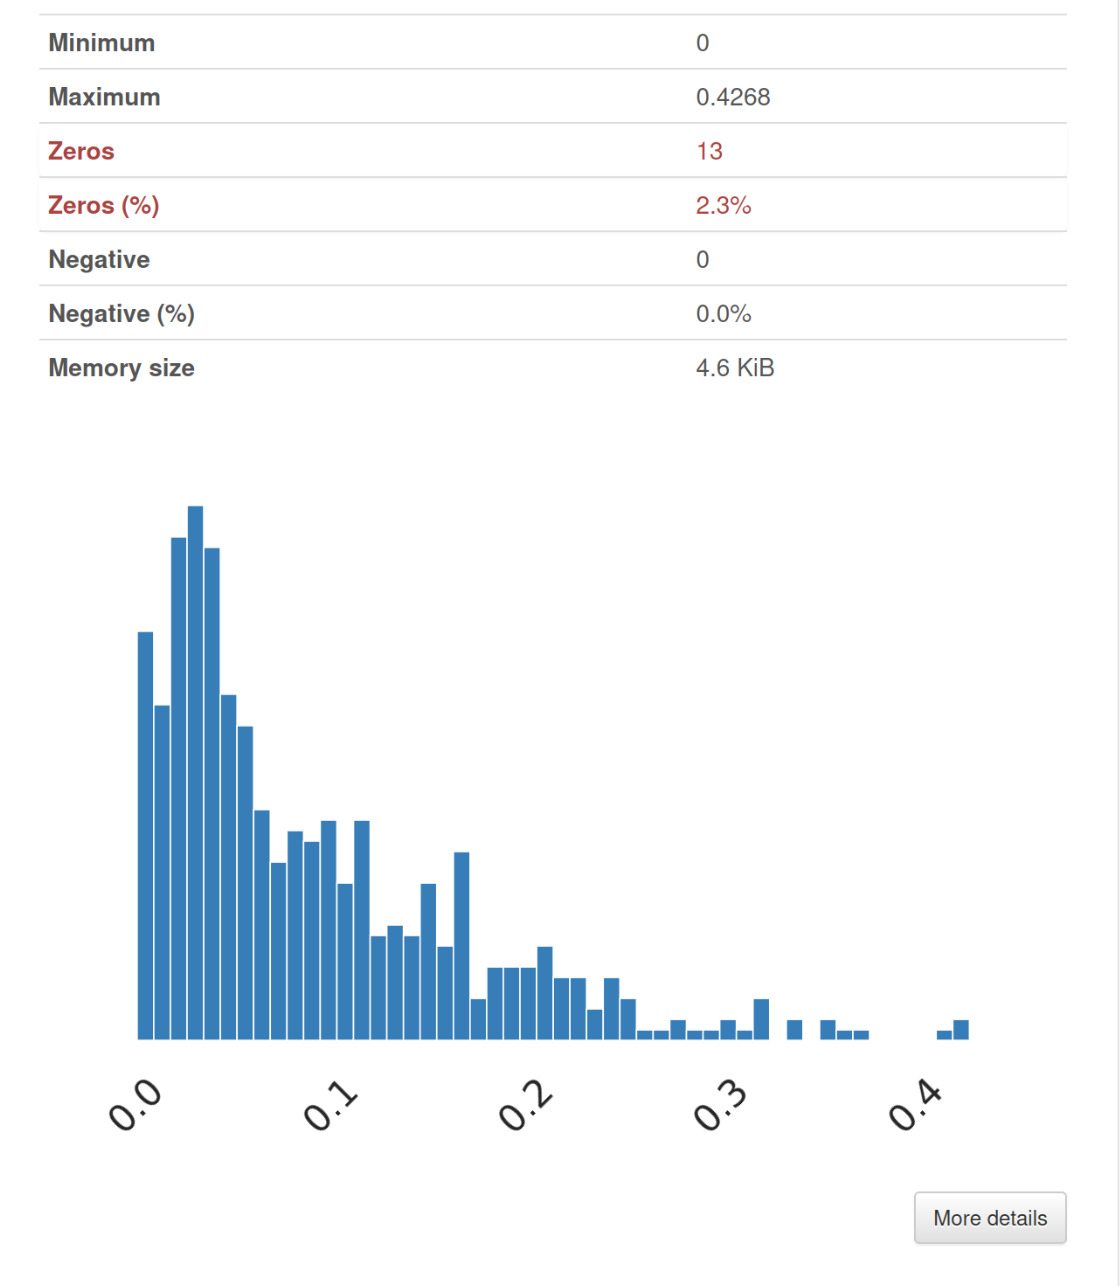 Minimum 0
Maximum 0.4268
Zeros 13
Zeros (%) 2.3%
Negative 0
Negative (%) 0.0%
Memory size 4.6 KiB
0.0 0.1 0.2 0.3 0.4
More details